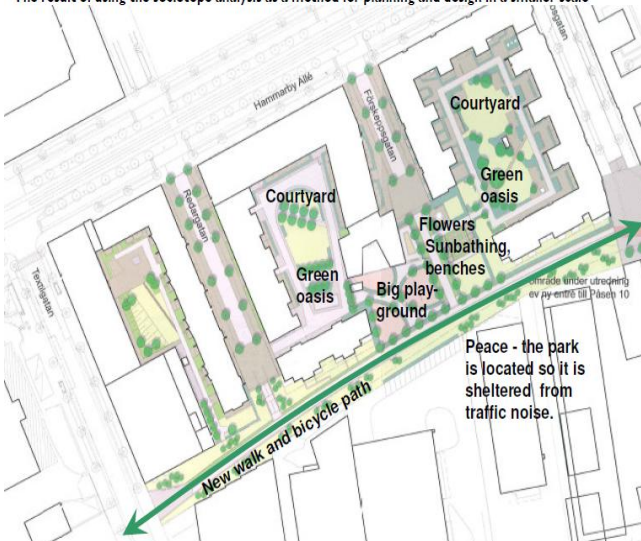 The result of using the sociotope analysis as a method for planning and design in a smaller scale
Hammarby Allé
Förskeppsgatan
Redargatan
Textilgatan
Courtyard
Green
oasis
Courtyard
Green
oasis
Flowers
Sunbathing,
benches
Big play-
ground
område under utredning
ev ny entré till Påsen 10
Peace - the park
is located so it is
sheltered from
traffic noise.
New walk and bicycle path